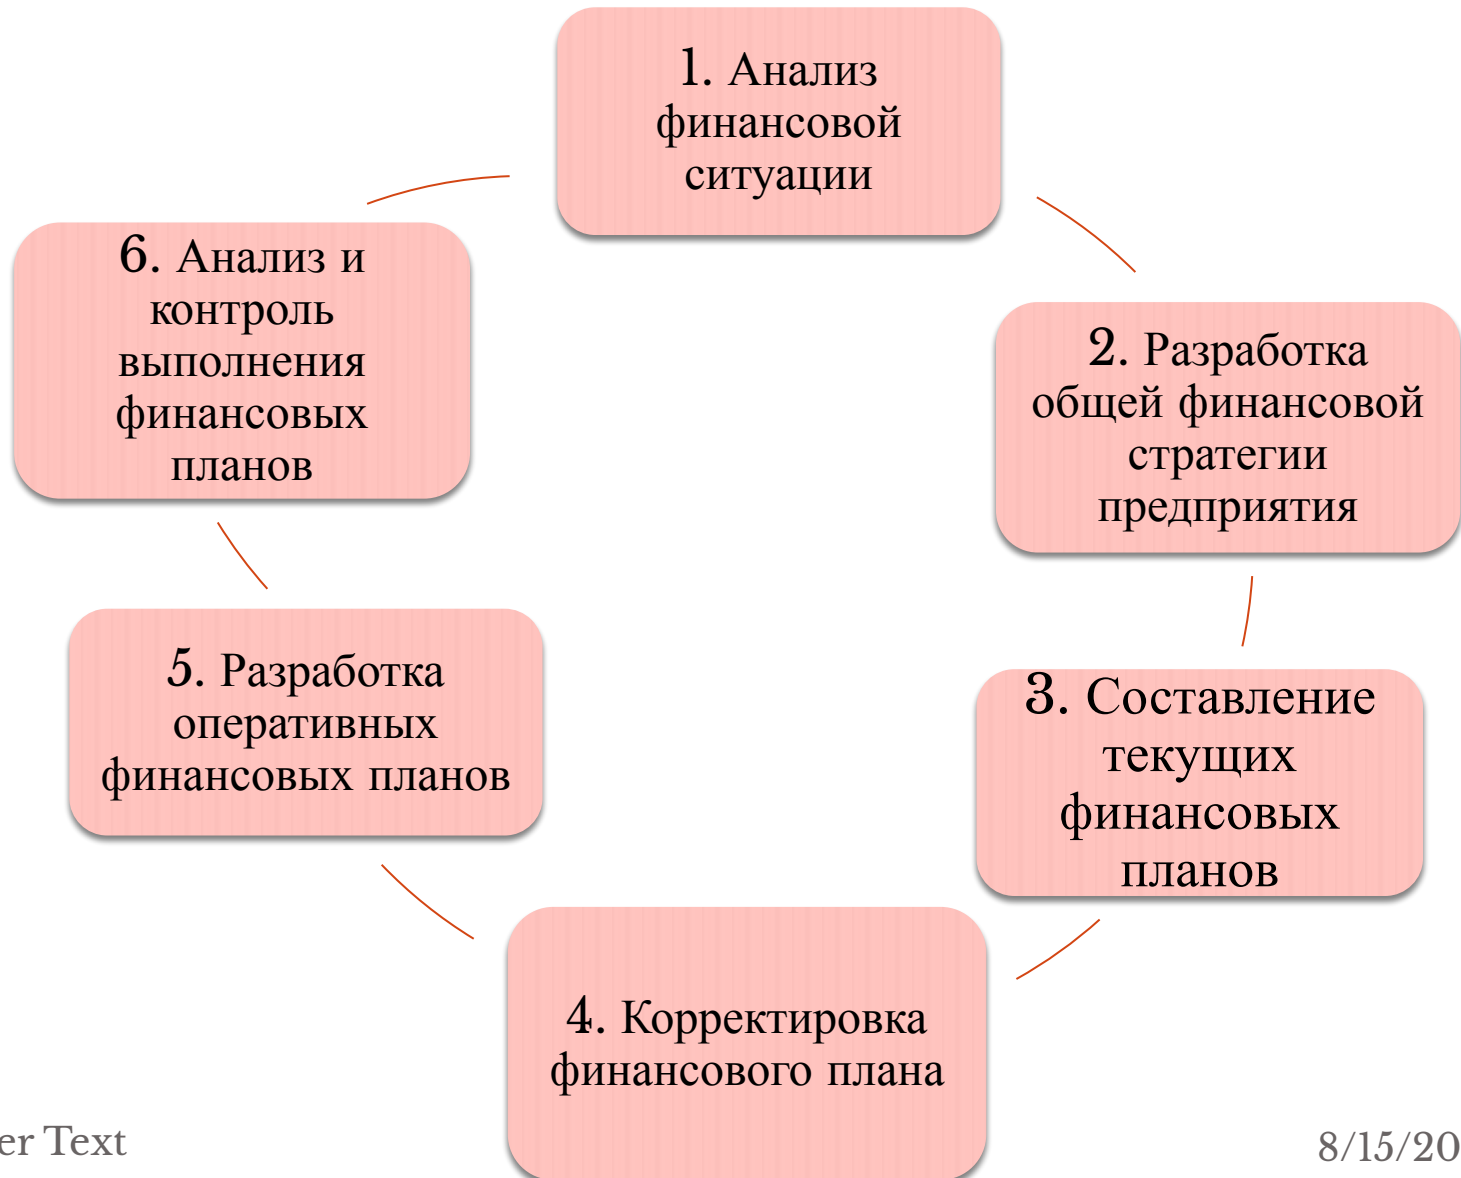 1. Анализ
финансовой
ситуации
2. Разработка
общей финансовой
стратегии
предприятия
3. Составление
текущих
финансовых
планов
4. Корректировка
финансового плана
5. Разработка
оперативных
финансовых планов
6. Анализ и
контроль
выполнения
финансовых
планов
er Text
8/15/20